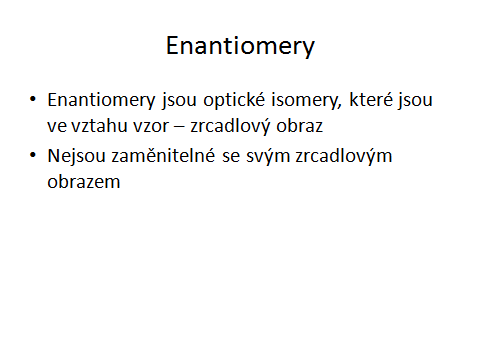 Enantiomery
• Enantiomery jsou optické isomery, které jsou
ve vztahu vzor – zrcadlový obraz
• Nejsou zaměnitelné se svým zrcadlovým
obrazem